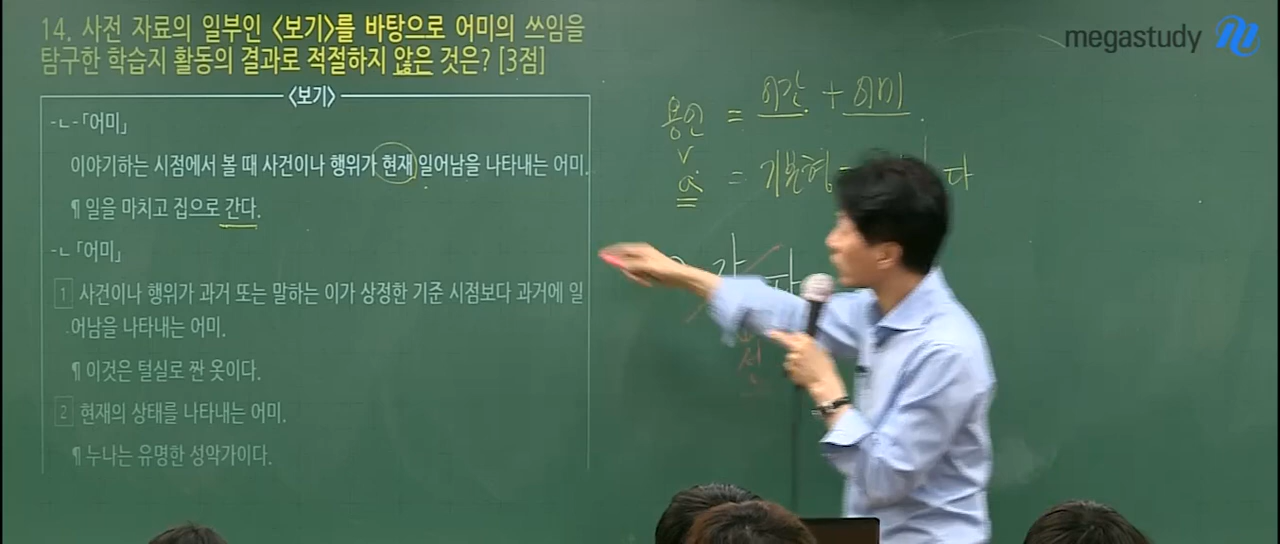 14. 사전 자료의 일부인 〈보기〉를 바탕으로 어미의 쓰임을
탐구한 학습지 활동의 결과로 적절하지 않은 것은? [3점]
〈보기〉
-ㄴ-「어미」
이야기하는 시점에서 볼 때 사건이나 행위가 현재 일어남을 나타내는 어미.
¶ 일을 마치고 집으로 간다.
-ㄴ「어미」
1 사건이나 행위가 과거 또는 말하는 이가 상정한 기준 시점보다 과거에 일
어남을 나타내는 어미.
¶ 이것은 털실로 짠 옷이다.
2 현재의 상태를 나타내는 어미.
¶ 누나는 유명한 성악가이다.
megastudy
용언 = 어간 + 어미
v
a = 기본형
다